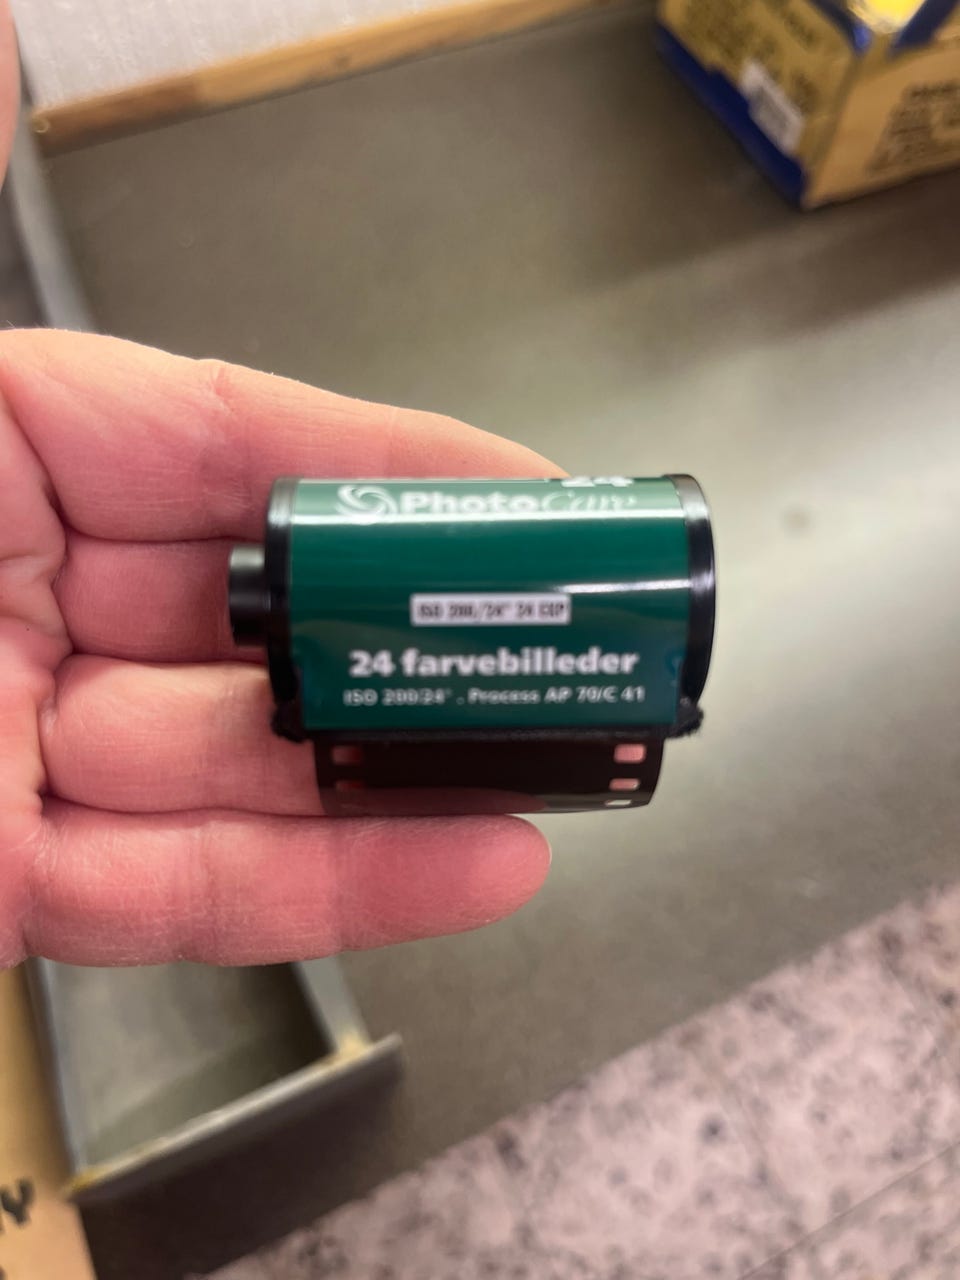 24
PhotoCare
ISO 200/24° 24 EXP
24 farvebilleder
ISO 200/24° . Process AP 70/C 41